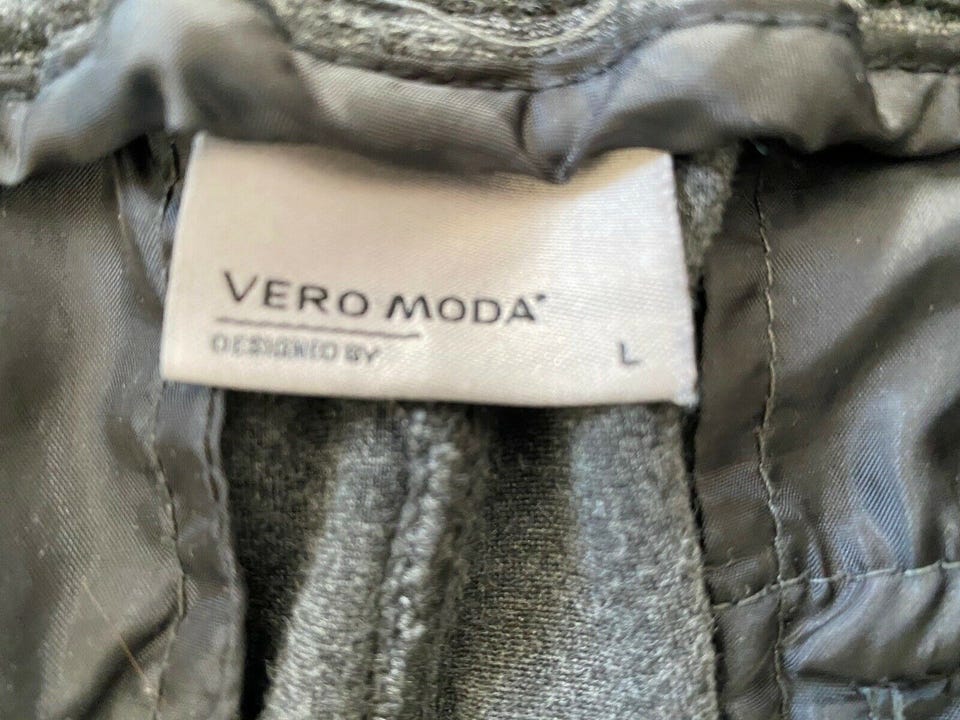 VERO MODA
DESIGNED BY
L